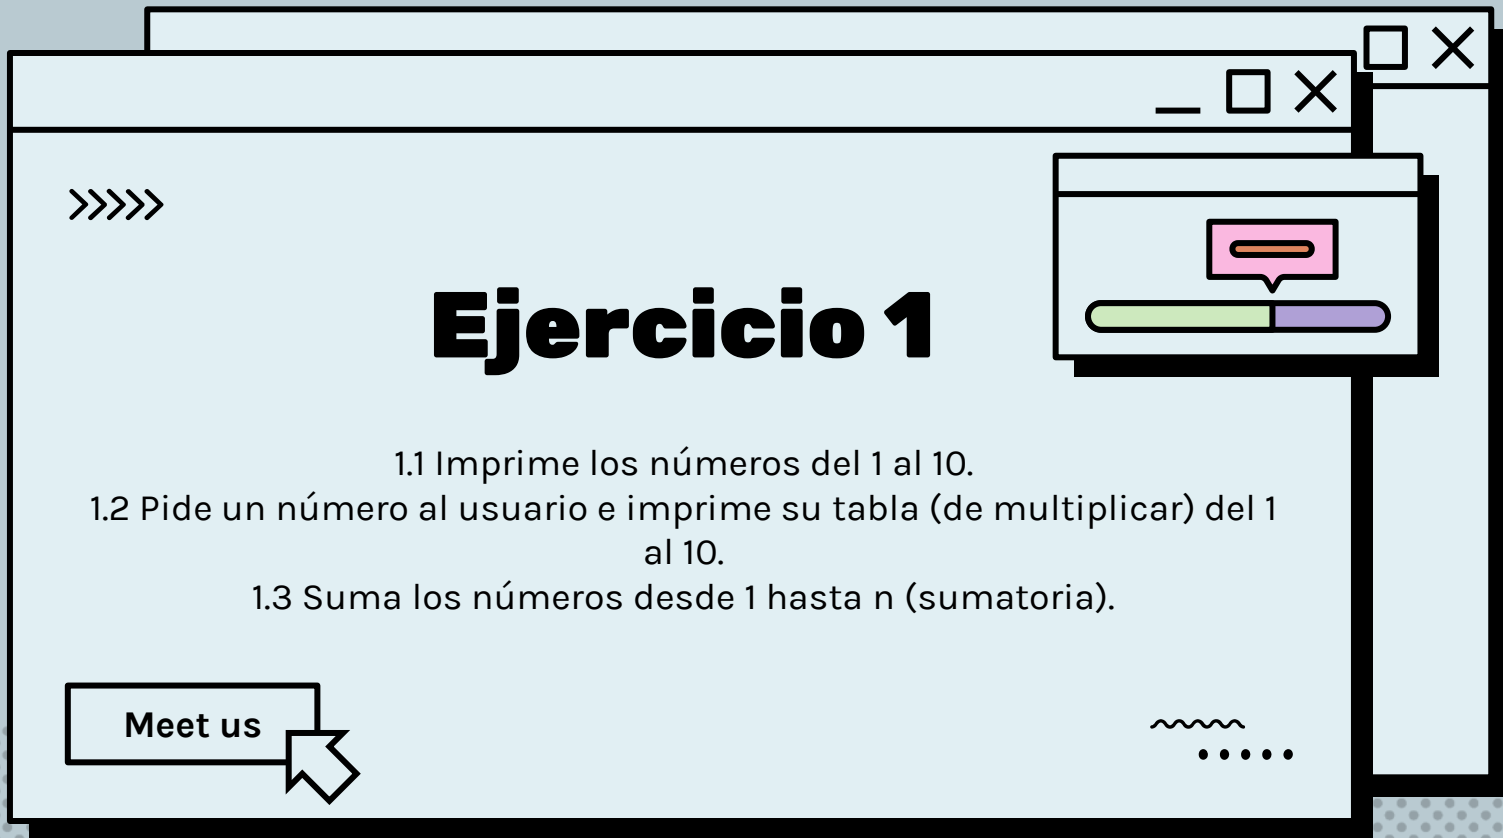 Ejercicio 1
1.1 Imprime los números del 1 al 10.
1.2 Pide un número al usuario e imprime su tabla (de multiplicar) del 1
al 10.
1.3 Suma los números desde 1 hasta n (sumatoria).
Meet us